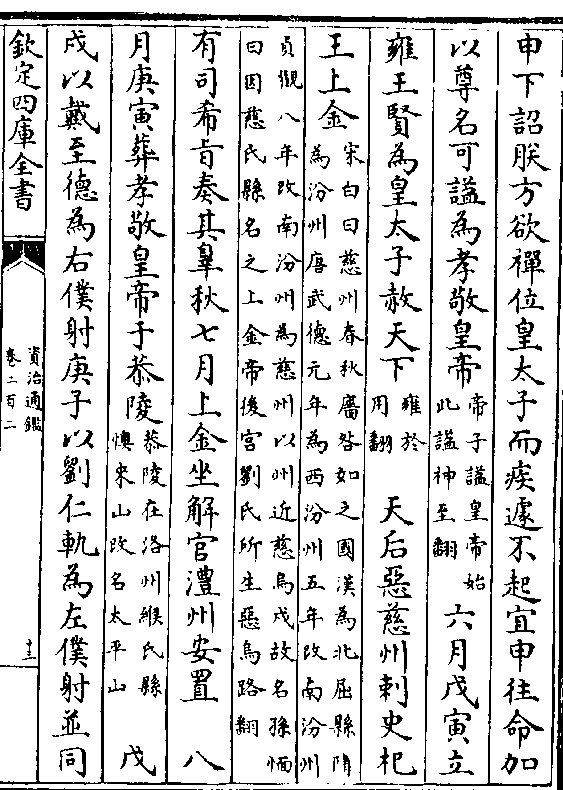 申下詔朕方欲禪位皇太子而疾遽不起宜申往命加
以尊名可諡為孝敬皇帝
帝子諡皇帝始
此諡神至翻
六月戊寅立
雍王賢為皇太子赦天下
雍於
用翻
天后惡慈州刺史杞
王上金
宋白曰慈州春秋廧咎如之國漢為北屈縣隋
為汾州唐武德元年為西汾州五年改南汾州
貞觀八年改南汾州為慈州以州近慈烏戍故名孫愐
曰因慈氏縣名之上金帝後宮劉氏所生惡烏路翻
有司希旨奏其辠秋七月上金坐解官澧州安置 八
月庚寅葬孝敬皇帝于恭陵
恭陵在洛州緱氏縣
懊來山改名太平山
戊
戌以戴至德為右僕射庚子以劉仁軌為左僕射並同
欽定四庫全書
資治通鑑
卷二百二
十三